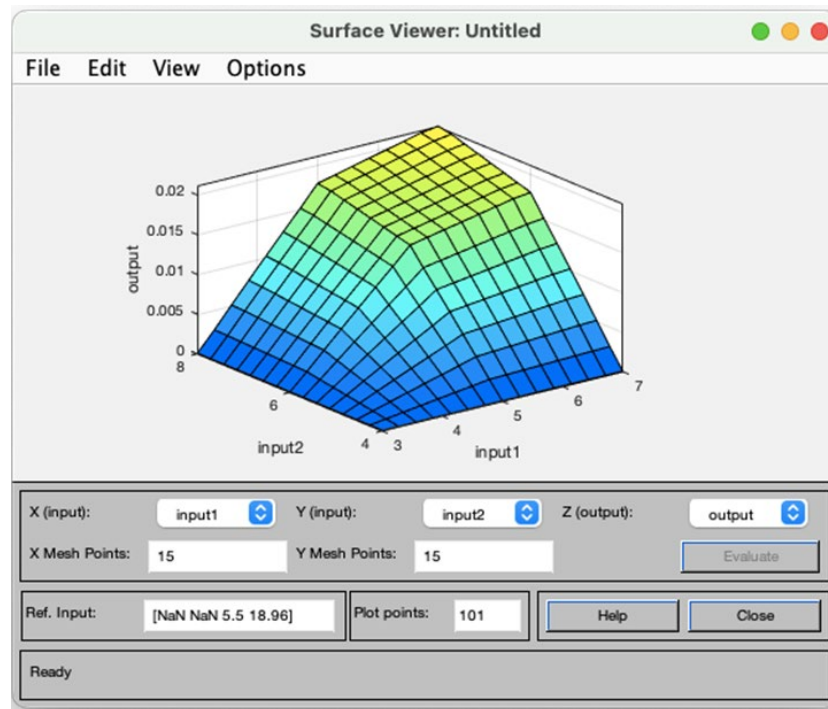 Surface Viewer: Untitled
File Edit View Options
0.02
0.015
0.01
0.005
0
output
8
6
4
input2
3
4
5
6
7
input1
X (input): input1 Y (input): input2 Z (output): output
X Mesh Points: 15 Y Mesh Points: 15 Evaluate
Ref. Input: [NaN NaN 5.5 18.96] Plot points: 101 Help Close
Ready